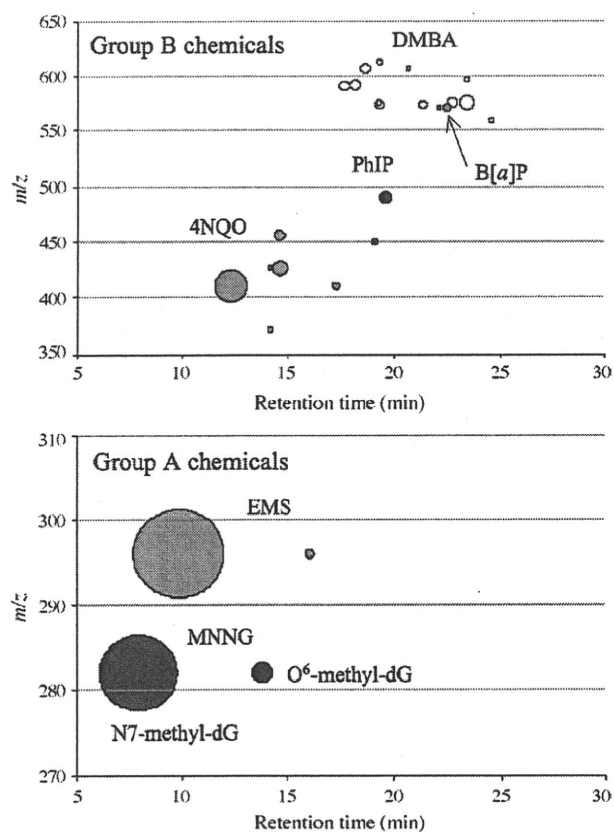 Group B chemicals
DMBA
B[a]P
PhIP
4NQO
m/z
650
600
550
500
450
400
350
5 10 15 20 25 30
Retention time (min)
Group A chemicals
EMS
MNNG
O⁶-methyl-dG
N7-methyl-dG
m/z
310
300
290
280
270
5 10 15 20 25 30
Retention time (min)